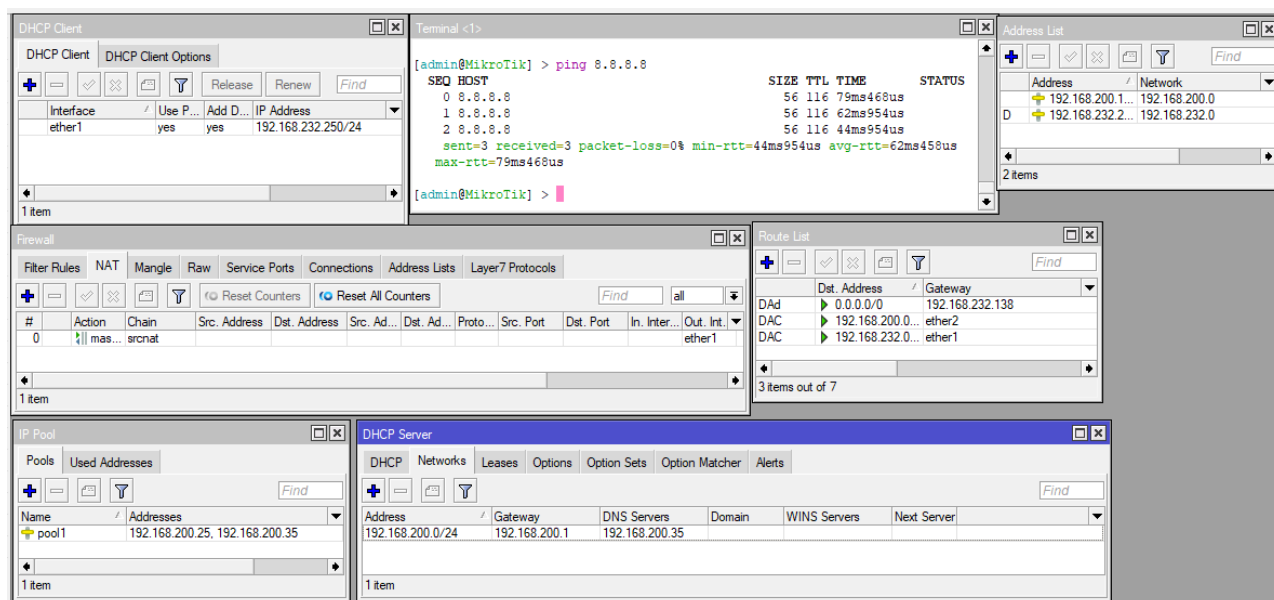 DHCP Client
DHCP Client DHCP Client Options
Release Renew Find
Interface Use P... Add D... IP Address
ether1 yes yes 192.168.232.250/24
1 item
Terminal <1>
[admin@MikroTik] > ping 8.8.8.8
SEQ HOST SIZE TTL TIME STATUS
0 8.8.8.8 56 116 79ms468us
1 8.8.8.8 56 116 62ms954us
2 8.8.8.8 56 116 44ms954us
sent=3 received=3 packet-loss=0% min-rtt=44ms954us avg-rtt=62ms458us
max-rtt=79ms468us
[admin@MikroTik] >
Address List
Find
Address Network
192.168.200.1... 192.168.200.0
D 192.168.232.2... 192.168.232.0
2 items
Firewall
Filter Rules NAT Mangle Raw Service Ports Connections Address Lists Layer7 Protocols
Reset Counters Reset All Counters Find all
# Action Chain Src. Address Dst. Address Src. Ad... Dst. Ad... Proto... Src. Port Dst. Port In. Inter... Out. Int.
0 mas... srcnat ether1
1 item
Route List
Find
Dst. Address Gateway
DAd 0.0.0.0/0 192.168.232.138
DAC 192.168.200.0... ether2
DAC 192.168.232.0... ether1
3 items out of 7
IP Pool
Pools Used Addresses
Find
Name Addresses
pool1 192.168.200.25, 192.168.200.35
1 item
DHCP Server
DHCP Networks Leases Options Option Sets Option Matcher Alerts
Find
Address Gateway DNS Servers Domain WINS Servers Next Server
192.168.200.0/24 192.168.200.1 192.168.200.35
1 item